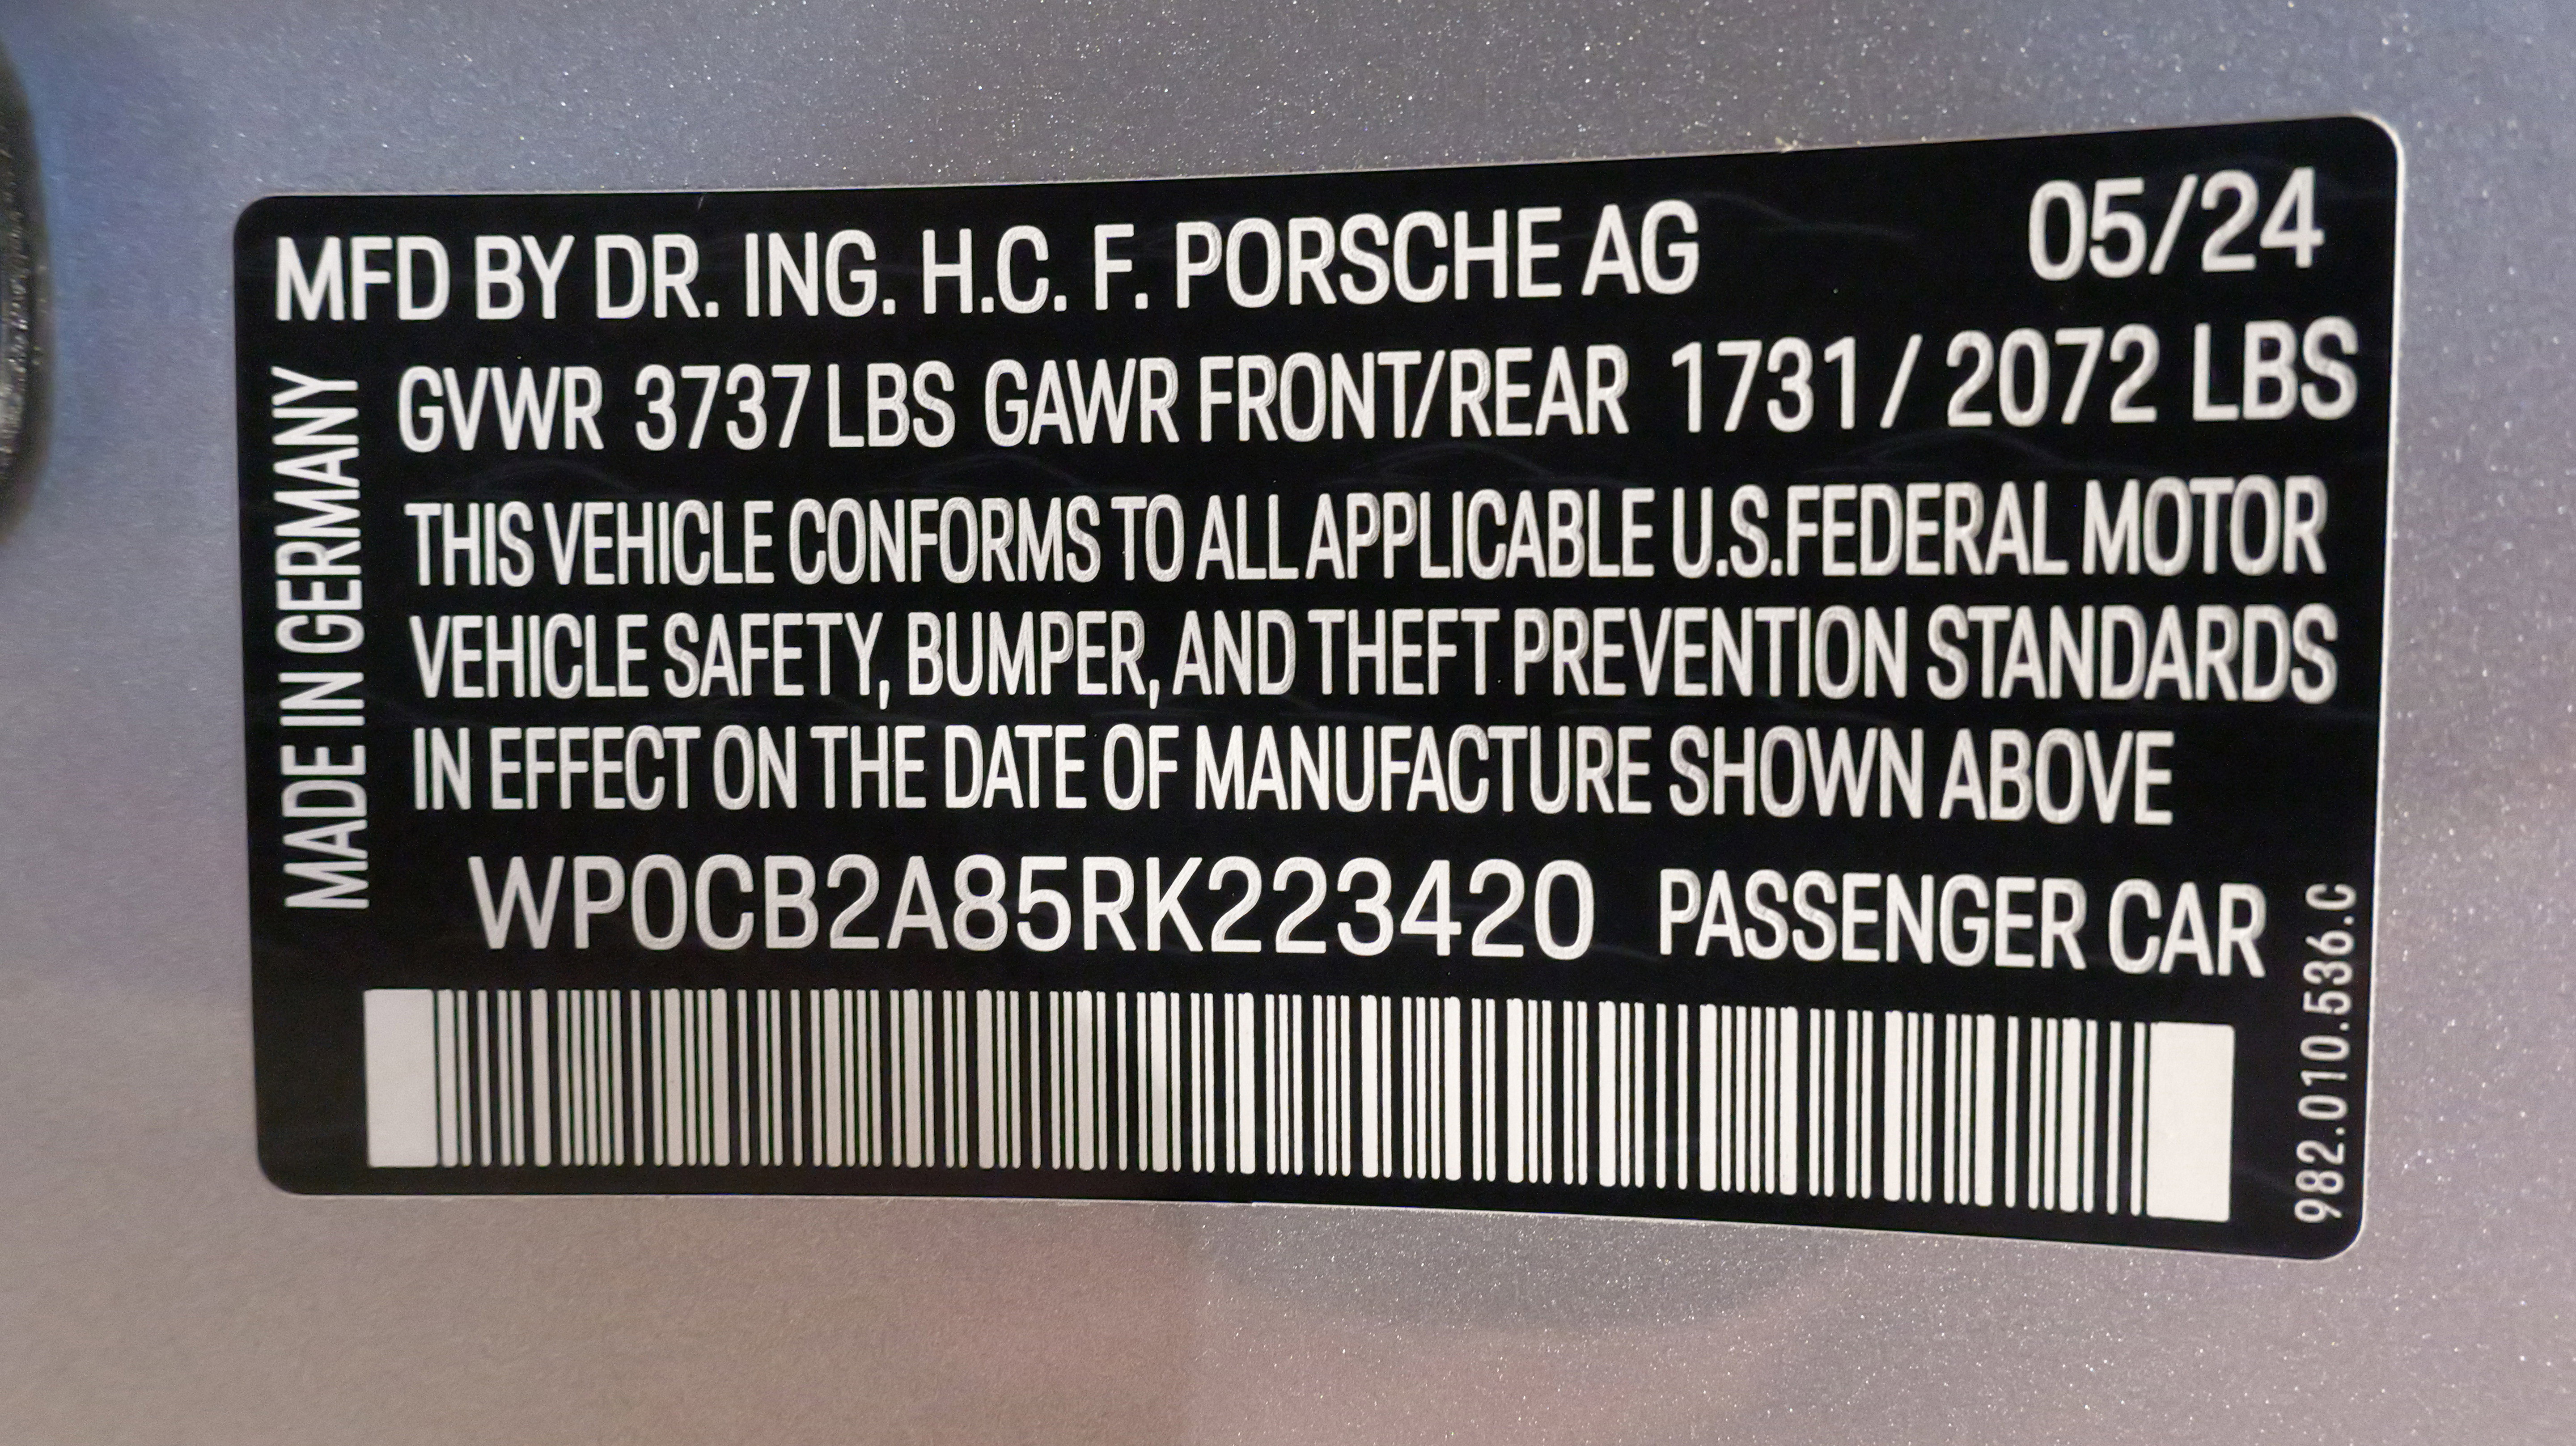 MFD BY DR. ING. H.C. F. PORSCHE AG 05/24
GVWR 3737 LBS GAWR FRONT/REAR 1731 / 2072 LBS
THIS VEHICLE CONFORMS TO ALL APPLICABLE U.S.FEDERAL MOTOR
VEHICLE SAFETY, BUMPER, AND THEFT PREVENTION STANDARDS
IN EFFECT ON THE DATE OF MANUFACTURE SHOWN ABOVE
WP0CB2A85RK223420 PASSENGER CAR
MADE IN GERMANY
982.010.536.C